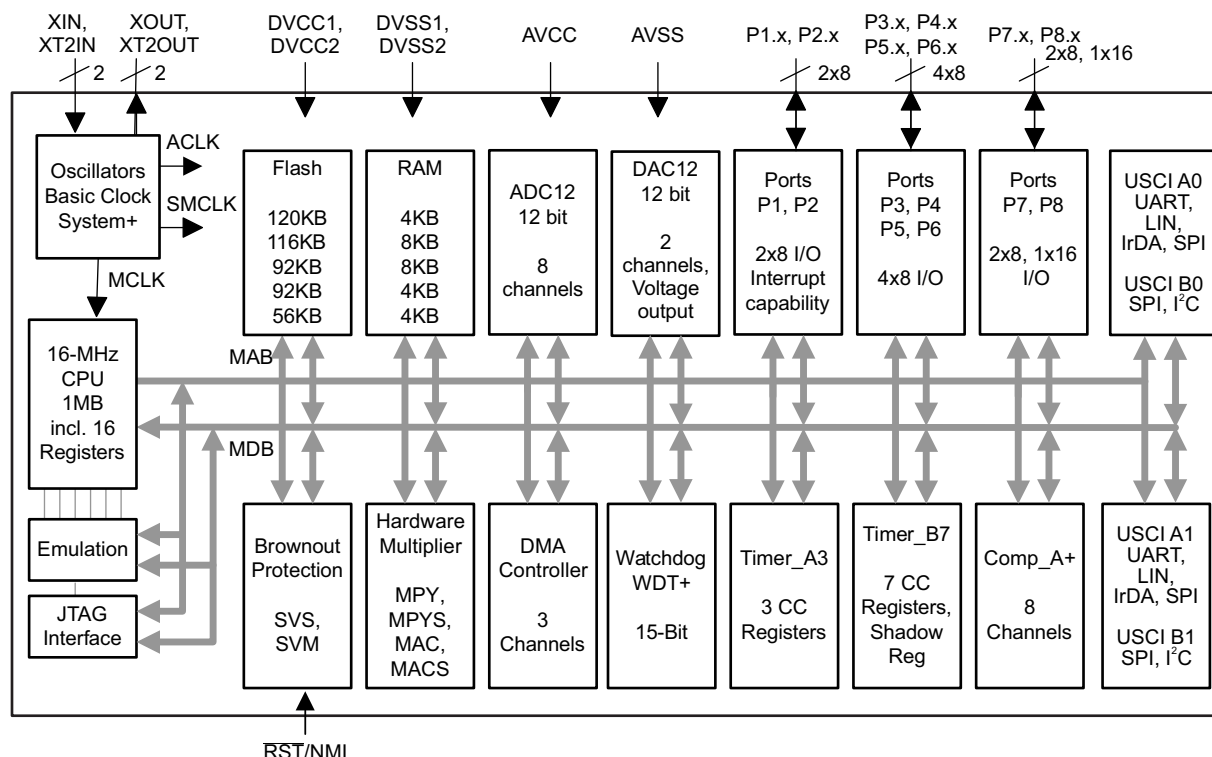 XIN,
XT2IN
2
XOUT,
XT2OUT
2
DVCC1,
DVCC2
DVSS1,
DVSS2
AVCC
AVSS
P1.x, P2.x
2x8
P3.x, P4.x
P5.x, P6.x
4x8
P7.x, P8.x
2x8, 1x16
Oscillators
Basic Clock
System+
ACLK
SMCLK
MCLK
Flash
120KB
116KB
92KB
92KB
56KB
RAM
4KB
8KB
8KB
4KB
4KB
ADC12
12 bit
8
channels
DAC12
12 bit
2
channels,
Voltage
output
Ports
P1, P2
2x8 I/O
Interrupt
capability
Ports
P3, P4
P5, P6
4x8 I/O
Ports
P7, P8
2x8, 1x16
I/O
USCI A0
UART,
LIN,
IrDA, SPI
USCI B0
SPI, I²C
16-MHz
CPU
1MB
incl. 16
Registers
MAB
MDB
Emulation
JTAG
Interface
Brownout
Protection
SVS,
SVM
Hardware
Multiplier
MPY,
MPYS,
MAC,
MACS
DMA
Controller
3
Channels
Watchdog
WDT+
15-Bit
Timer_A3
3 CC
Registers
Timer_B7
7 CC
Registers,
Shadow
Reg
Comp_A+
8
Channels
USCI A1
UART,
LIN,
IrDA, SPI
USCI B1
SPI, I²C
RST/NMI